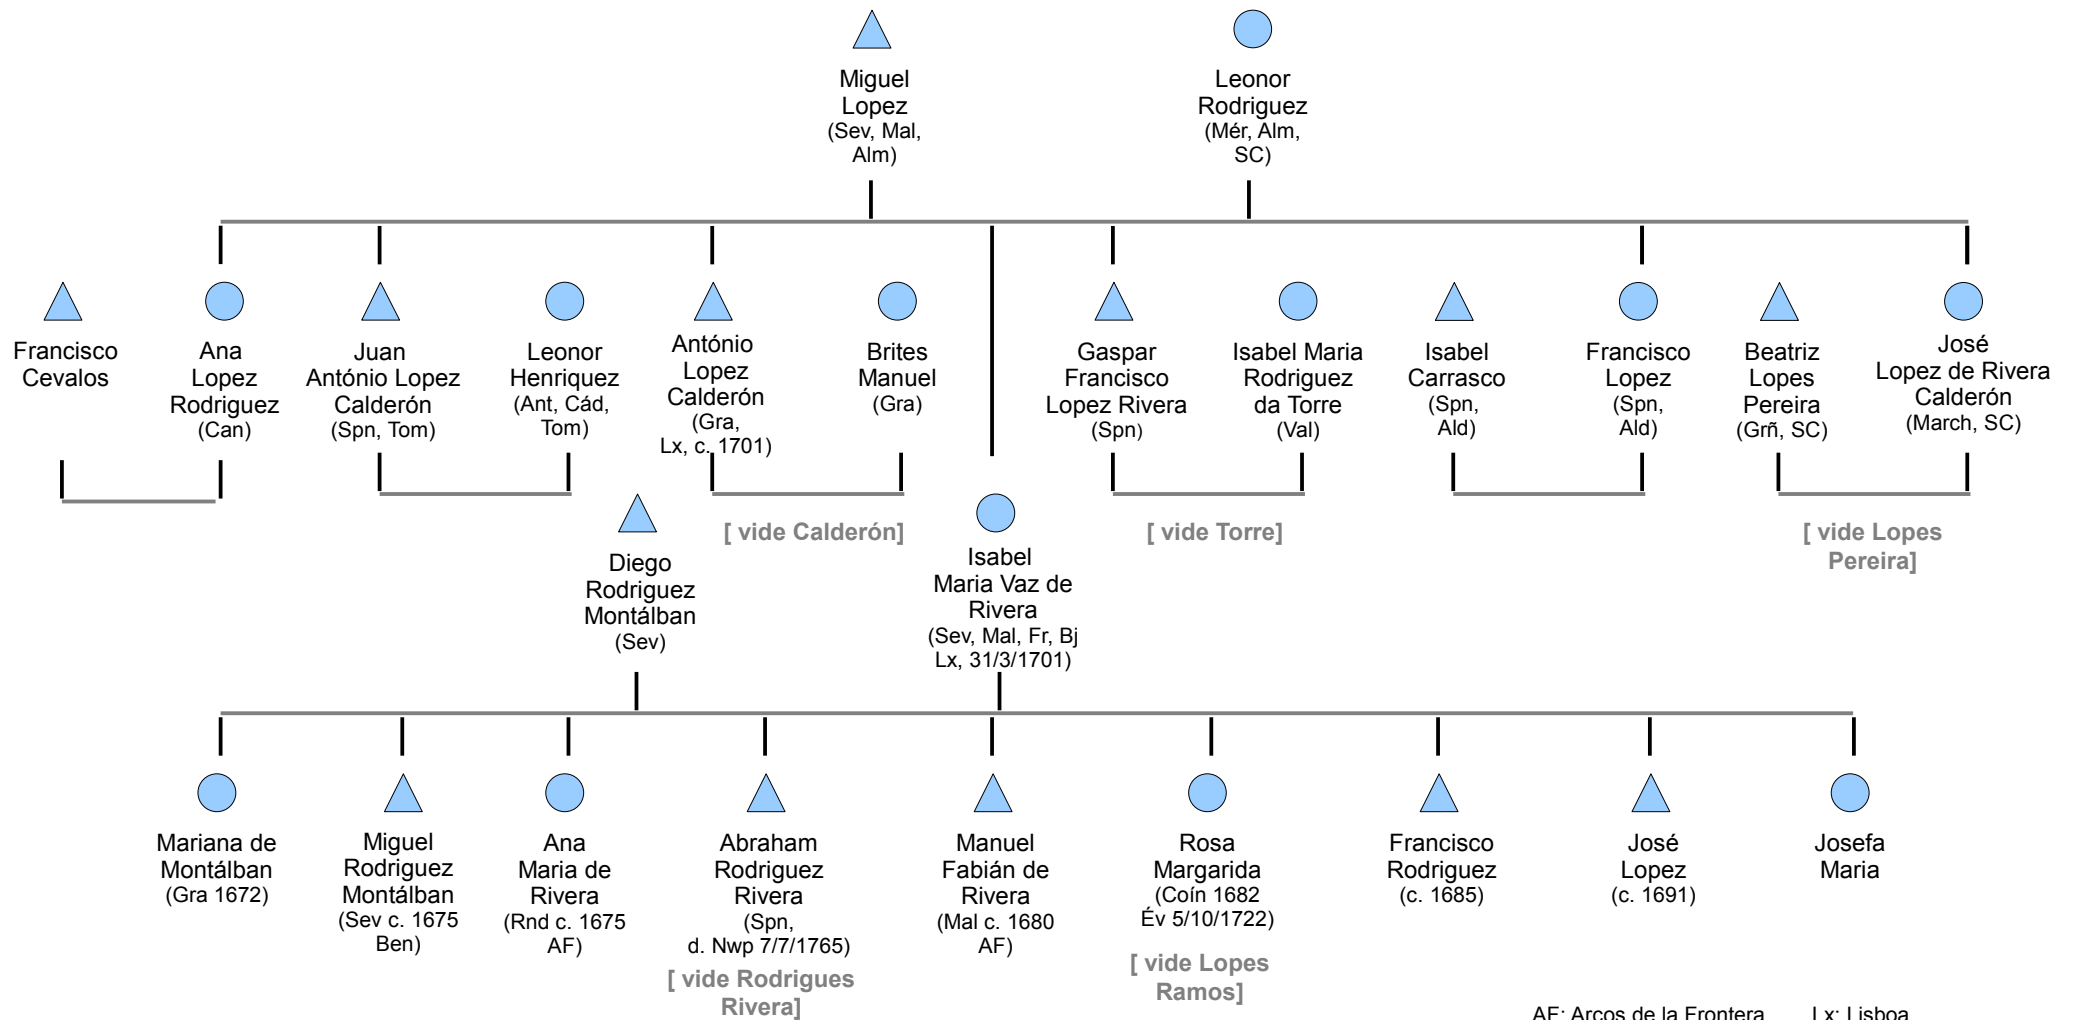 Miguel
Lopez
(Sev, Mal,
Alm)
Leonor
Rodriguez
(Mér, Alm,
SC)
Francisco
Cevalos
Ana
Lopez
Rodriguez
(Can)
Juan
António Lopez
Calderón
(Spn, Tom)
Leonor
Henriquez
(Ant, Cád,
Tom)
António
Lopez
Calderón
(Gra,
Lx, c. 1701)
Brites
Manuel
(Gra)
Gaspar
Francisco
Lopez Rivera
(Spn)
Isabel Maria
Rodriguez
da Torre
(Val)
Isabel
Carrasco
(Spn,
Ald)
Francisco
Lopez
(Spn,
Ald)
Beatriz
Lopes
Pereira
(Grñ, SC)
José
Lopez de Rivera
Calderón
(March, SC)
[ vide Calderón]
[ vide Torre]
[ vide Lopes
Pereira]
Diego
Rodriguez
Montálban
(Sev)
Isabel
Maria Vaz de
Rivera
(Sev, Mal, Fr, Bj
Lx, 31/3/1701)
Mariana de
Montálban
(Gra 1672)
Miguel
Rodriguez
Montálban
(Sev c. 1675
Ben)
Ana
Maria de
Rivera
(Rnd c. 1675
AF)
Abraham
Rodriguez
Rivera
(Spn,
d. Nwp 7/7/1765)
[ vide Rodrigues
Rivera]
Manuel
Fabián de
Rivera
(Mal c. 1680
AF)
Rosa
Margarida
(Coín 1682
Év 5/10/1722)
[ vide Lopes
Ramos]
Francisco
Rodriguez
(c. 1685)
José
Lopez
(c. 1691)
Josefa
Maria
AF: Arcos de la Frontera Lx: Lisboa